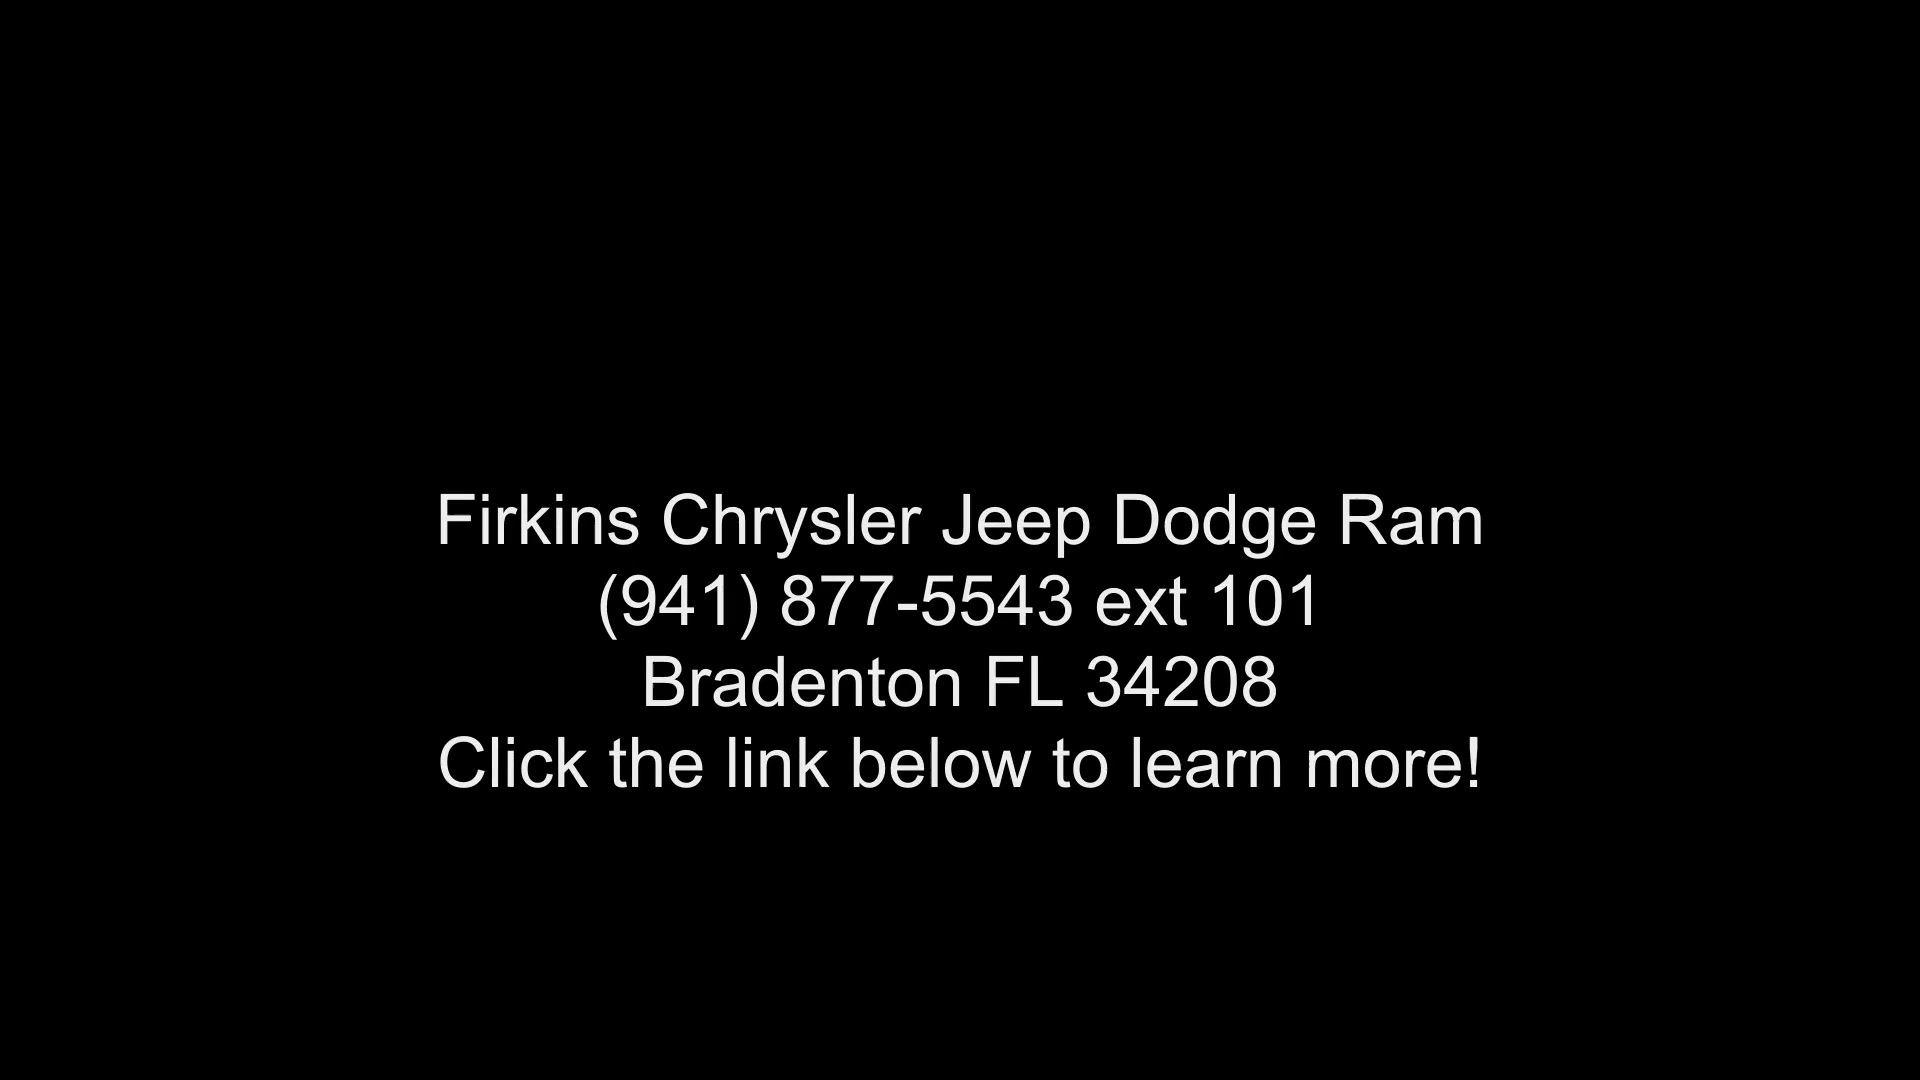 Firkins Chrysler Jeep Dodge Ram
(941) 877-5543 ext 101
Bradenton FL 34208
Click the link below to learn more!